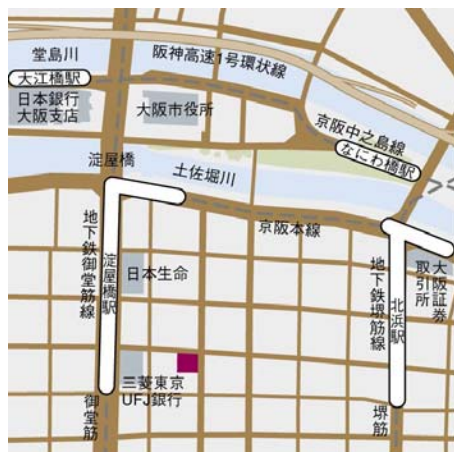 堂島川
阪神高速1号環状線
大江橋駅
日本銀行
大阪支店
大阪市役所
京阪中之島線
なにわ橋駅
淀屋橋
土佐堀川
京阪本線
地下鉄御堂筋線
淀屋橋駅
日本生命
地下鉄堺筋線
北浜駅
大阪証券
取引所
三菱東京
UFJ銀行
御堂筋
堺筋